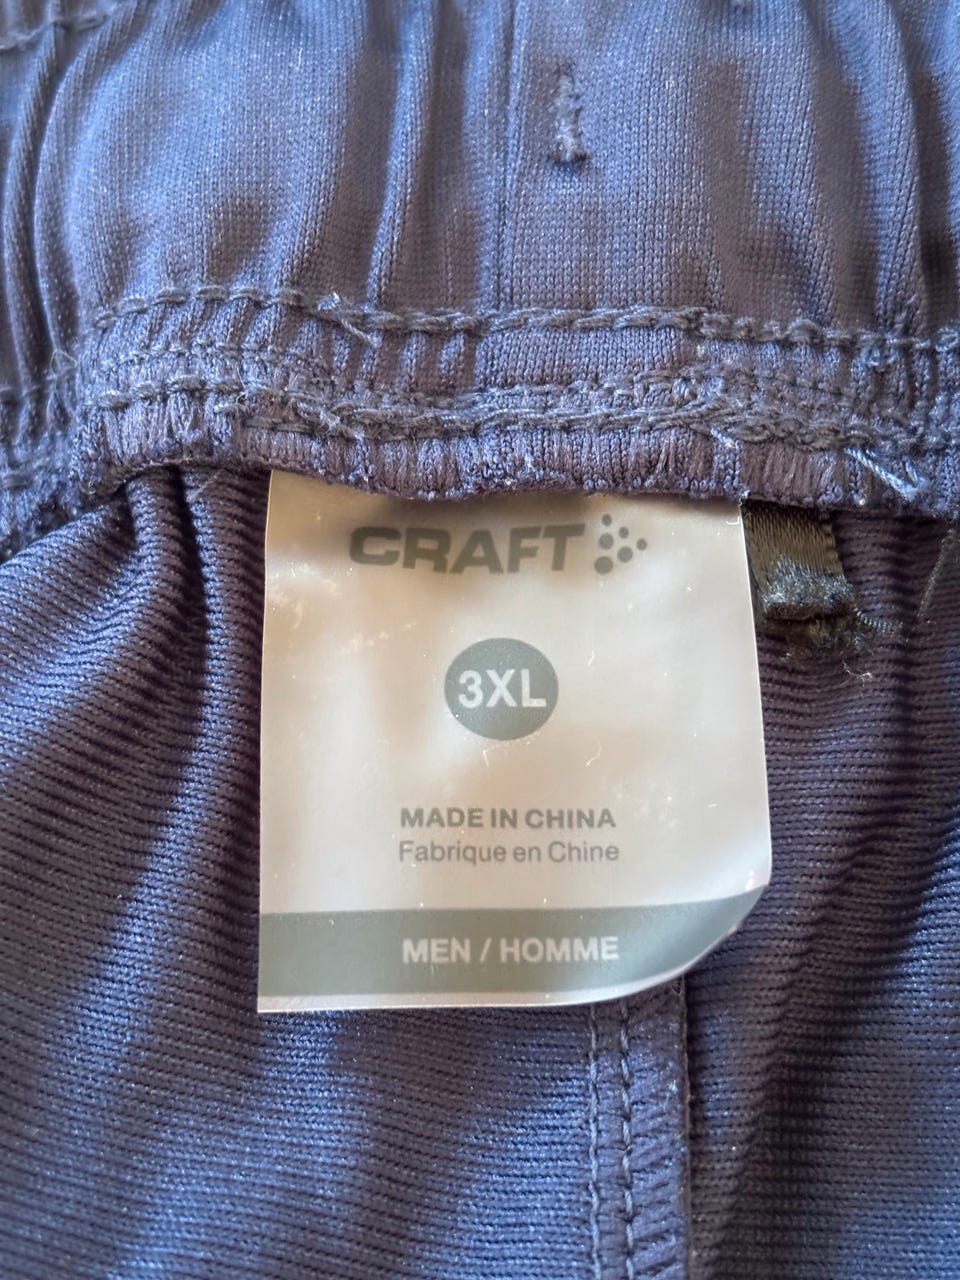 CRAFT
3XL
MADE IN CHINA
Fabrique en Chine
MEN / HOMME